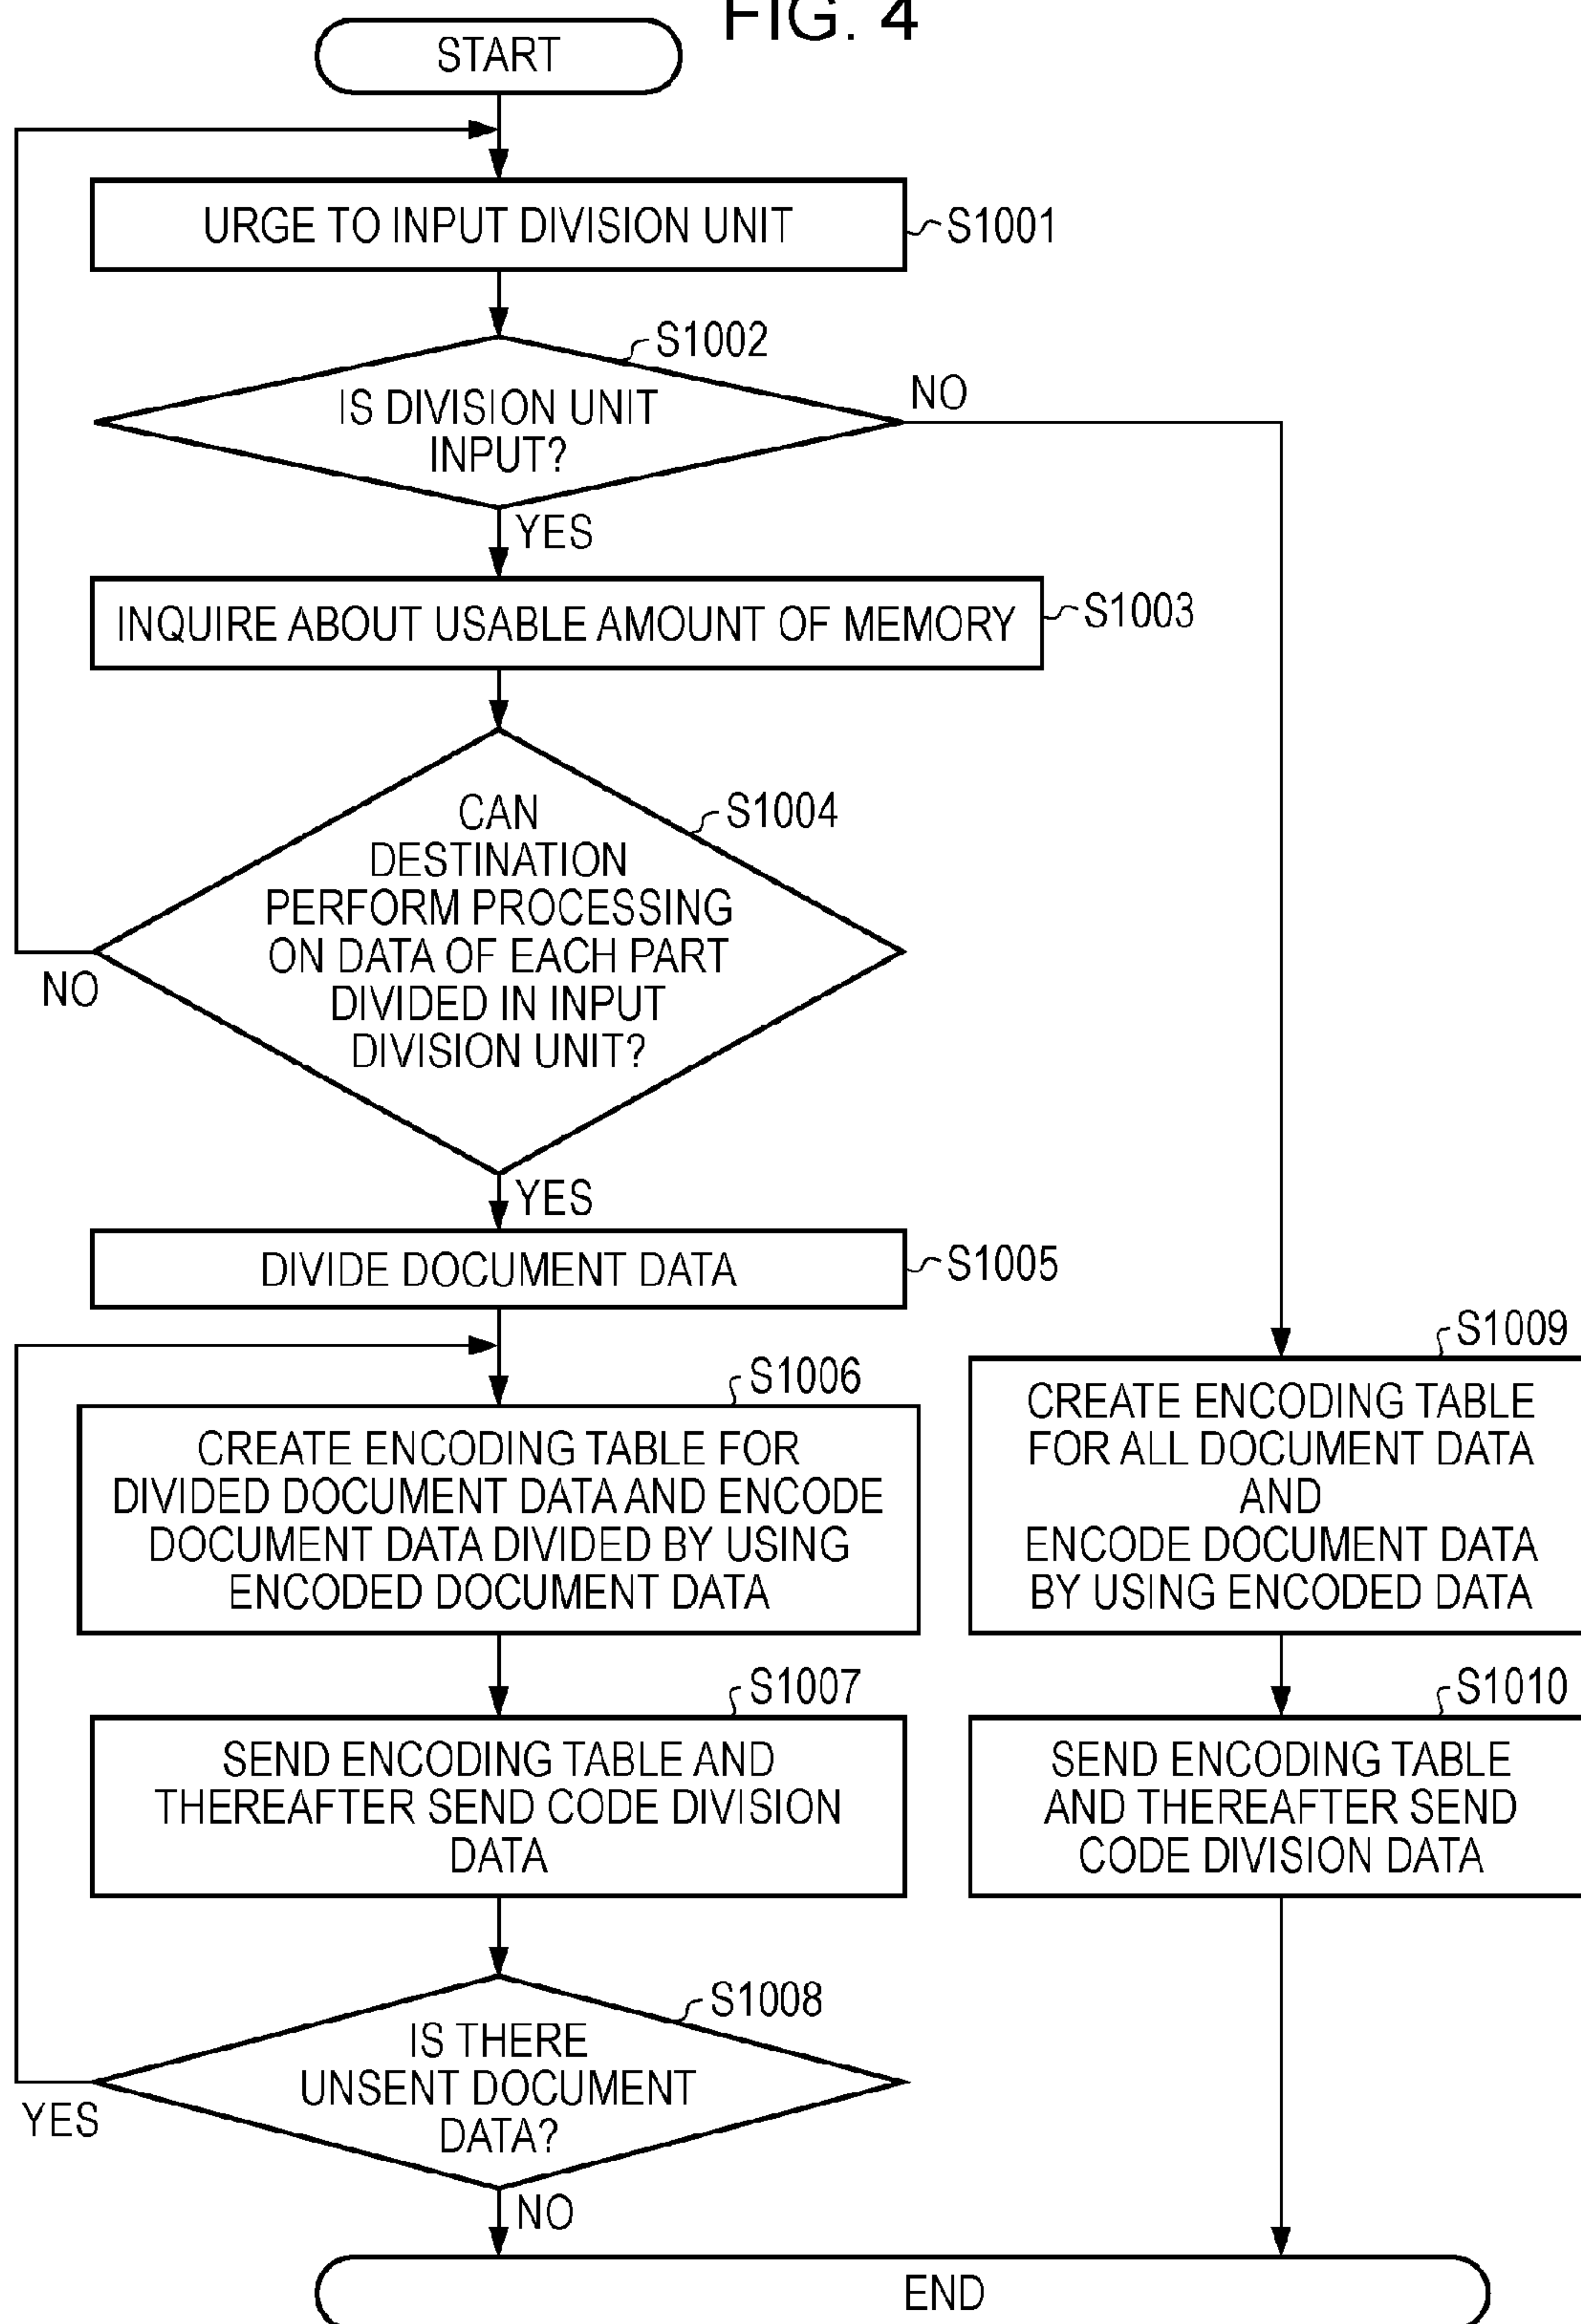 FIG. 4
START
URGE TO INPUT DIVISION UNIT
S1001
S1002
IS DIVISION UNIT
INPUT?
NO
YES
INQUIRE ABOUT USABLE AMOUNT OF MEMORY
S1003
CAN
DESTINATION
PERFORM PROCESSING
ON DATA OF EACH PART
DIVIDED IN INPUT
DIVISION UNIT?
S1004
NO
YES
DIVIDE DOCUMENT DATA
S1005
S1006
CREATE ENCODING TABLE FOR
DIVIDED DOCUMENT DATA AND ENCODE
DOCUMENT DATA DIVIDED BY USING
ENCODED DOCUMENT DATA
S1007
SEND ENCODING TABLE AND
THEREAFTER SEND CODE DIVISION
DATA
S1008
IS THERE
UNSENT DOCUMENT
DATA?
YES
NO
S1009
CREATE ENCODING TABLE
FOR ALL DOCUMENT DATA
AND
ENCODE DOCUMENT DATA
BY USING ENCODED DATA
S1010
SEND ENCODING TABLE
AND THEREAFTER SEND
CODE DIVISION DATA
END